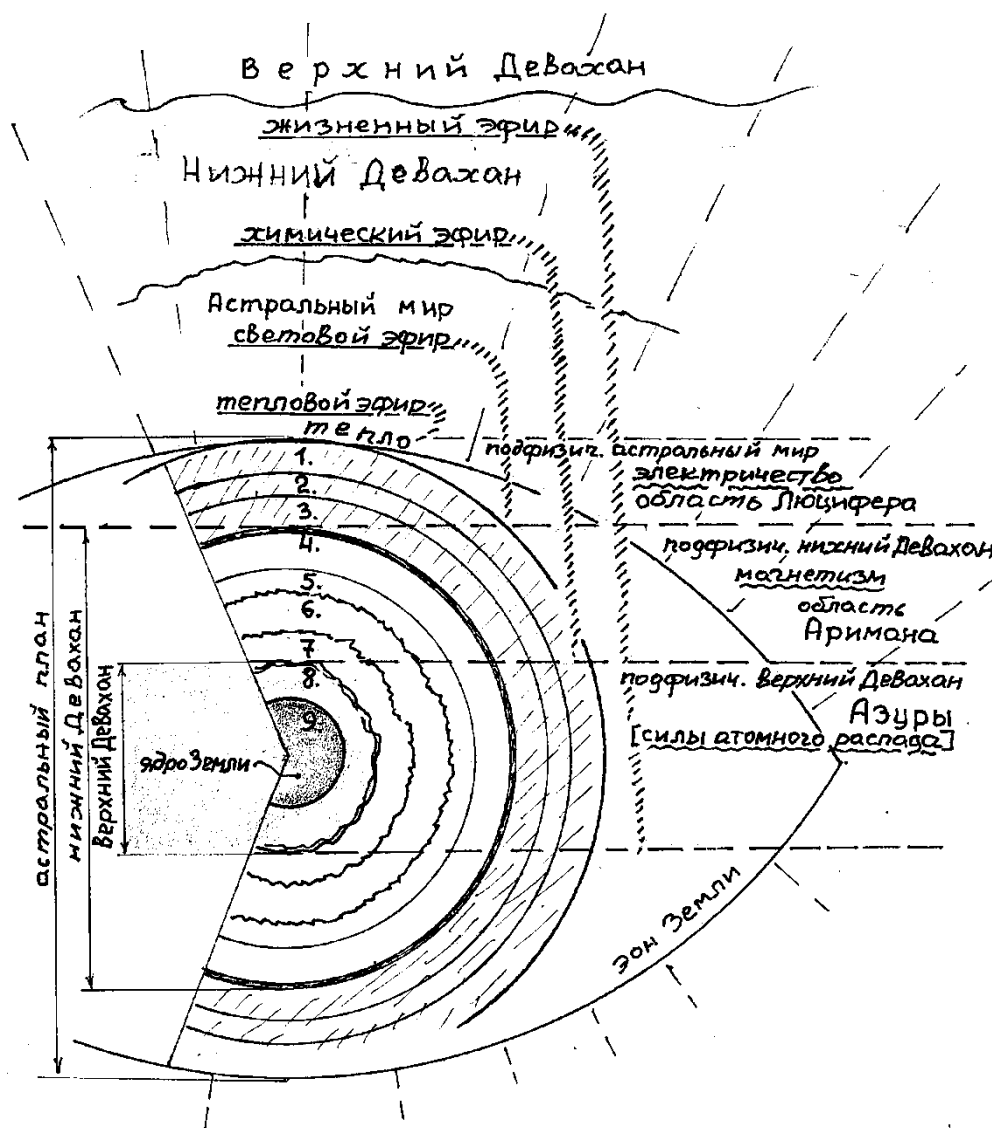 Верхний Девахан
жизненный эфир
Нижний Девахан
химический эфир
Астральный мир
световой эфир
тепловой эфир
тепло
подфизич. астральный мир
электричество
область Люцифера
подфизич. нижний Девахан
магнетизм
область
Аримана
подфизич. Верхний Девахан
Азуры
[силы атомного распада]
1.
2.
3.
4.
5.
6.
7
8.
9.
ядро Земли
астральный план
нижний Девахан
Верхний Девахан
эон Земли